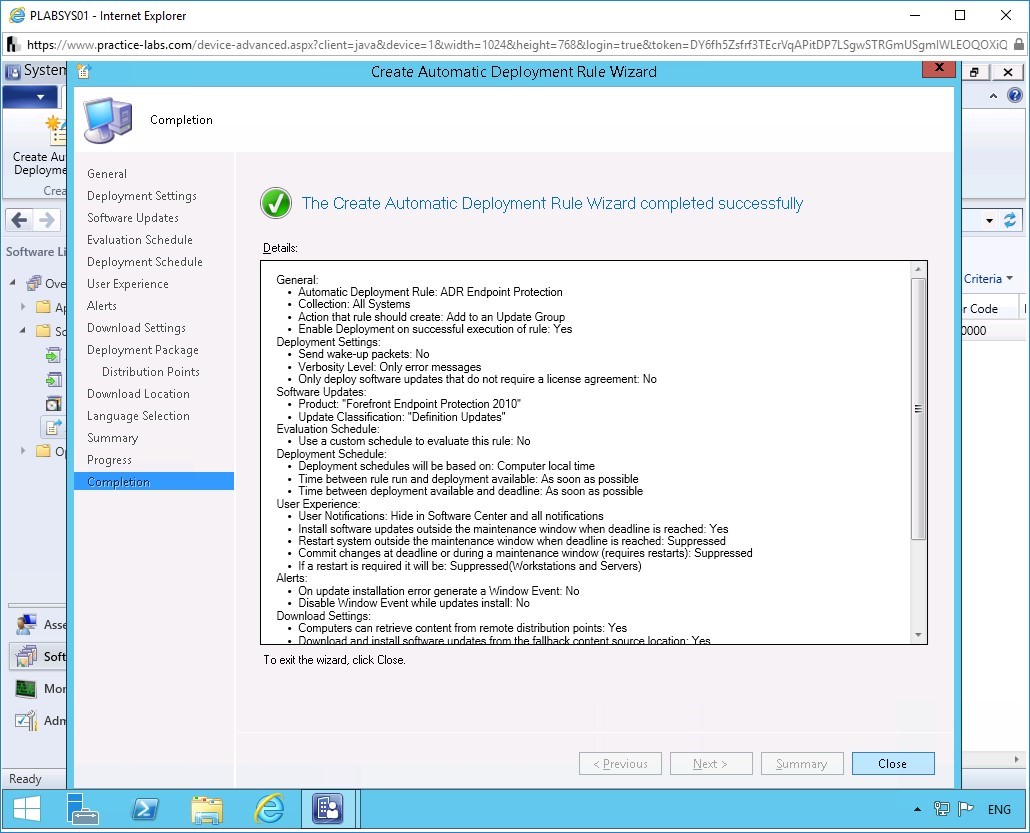 PLABSYS01 - Internet Explorer
https://www.practice-labs.com/device-advanced.aspx?client=java&device=1&width=1024&height=768&login=true&token=DY6fh5Zsfrf3TEcrVqAPitDP7LSgwSTRGmUSgmIWLEOQOXiQ
System
Create Automatic Deployment Rule Wizard
Completion
Create Au
Deployme
Crea
Software Li
Ove
Ap
So
Op
Asse
Soft
Mor
Adm
Ready
Criteria
r Code
0000
General
Deployment Settings
Software Updates
Evaluation Schedule
Deployment Schedule
User Experience
Alerts
Download Settings
Deployment Package
Distribution Points
Download Location
Language Selection
Summary
Progress
Completion
The Create Automatic Deployment Rule Wizard completed successfully
Details:
General:
• Automatic Deployment Rule: ADR Endpoint Protection
• Collection: All Systems
• Action that rule should create: Add to an Update Group
• Enable Deployment on successful execution of rule: Yes
Deployment Settings:
• Send wake-up packets: No
• Verbosity Level: Only error messages
• Only deploy software updates that do not require a license agreement: No
Software Updates:
• Product: "Forefront Endpoint Protection 2010"
• Update Classification: "Definition Updates"
Evaluation Schedule:
• Use a custom schedule to evaluate this rule: No
Deployment Schedule:
• Deployment schedules will be based on: Computer local time
• Time between rule run and deployment available: As soon as possible
• Time between deployment available and deadline: As soon as possible
User Experience:
• User Notifications: Hide in Software Center and all notifications
• Install software updates outside the maintenance window when deadline is reached: Yes
• Restart system outside the maintenance window when deadline is reached: Suppressed
• Commit changes at deadline or during a maintenance window (requires restarts): Suppressed
• If a restart is required it will be: Suppressed(Workstations and Servers)
Alerts:
• On update installation error generate a Window Event: No
• Disable Window Event while updates install: No
Download Settings:
• Computers can retrieve content from remote distribution points: Yes
• Download and install software updates from the fallback content source location: Yes
To exit the wizard, click Close.
< Previous
Next >
Summary
Close
ENG